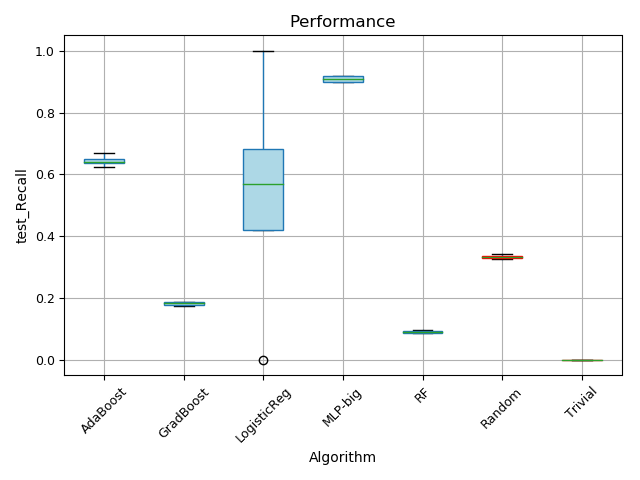 Performance
1.0
0.8
0.6
0.4
0.2
0.0
test_Recall
AdaBoost
GradBoost
LogisticReg
MLP-big
RF
Random
Trivial
Algorithm